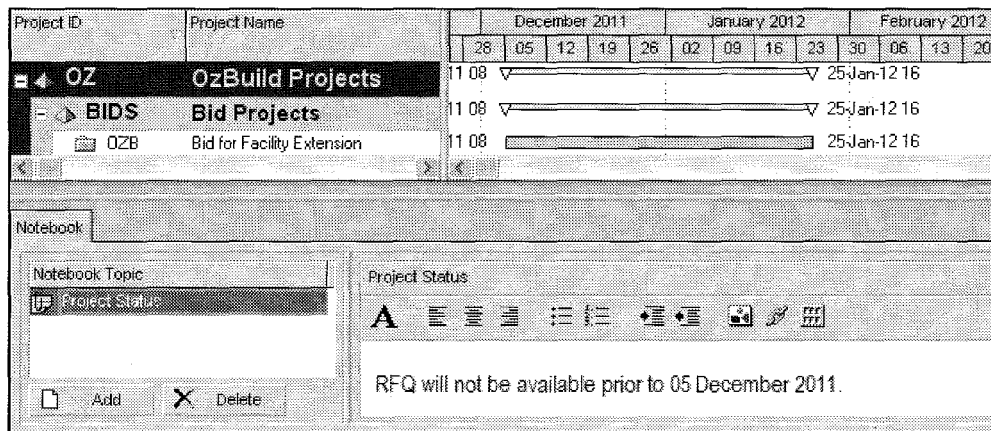 Project ID Project Name December 2011 January 2012 February 2012
28 05 12 19 26 02 09 16 23 30 06 13 20
OZ OzBuild Projects 11 08 25-Jan-12 16
BIDS Bid Projects 11 08 25-Jan-12 16
OZB Bid for Facility Extension 11 08 25-Jan-12 16
Notebook
Notebook Topic
Project Status
Add Delete
Project Status
A
RFQ will not be available prior to 05 December 2011.